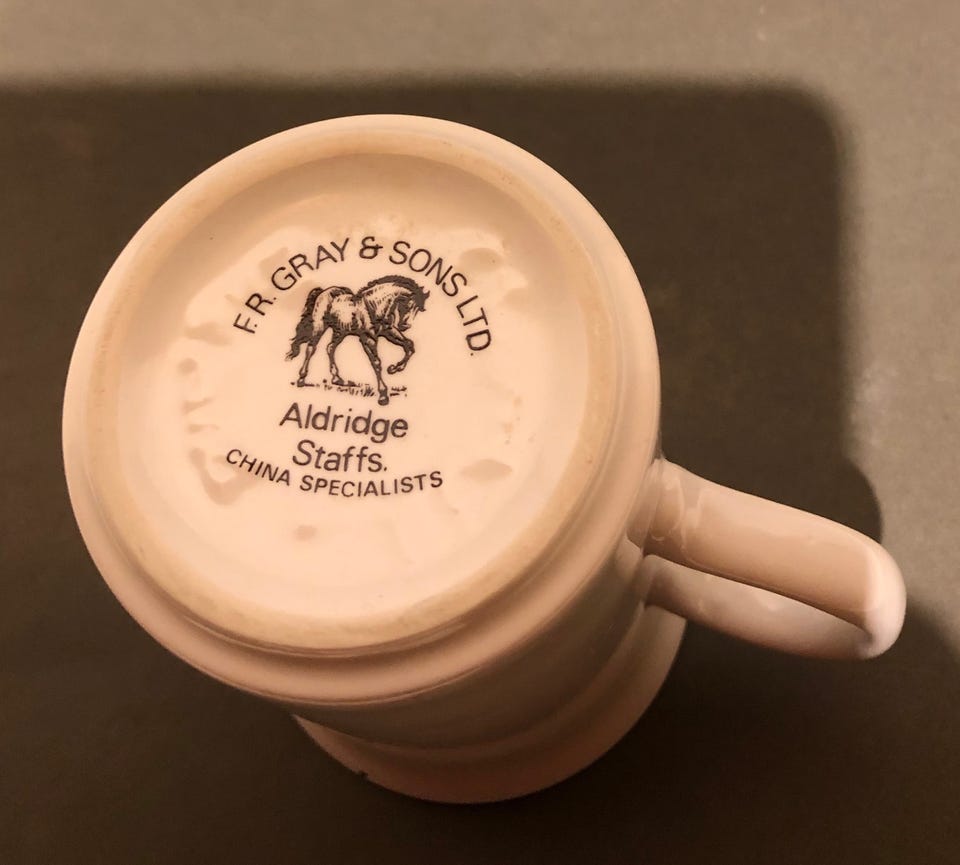 F.R. GRAY & SONS LTD.
Aldridge
Staffs.
CHINA SPECIALISTS